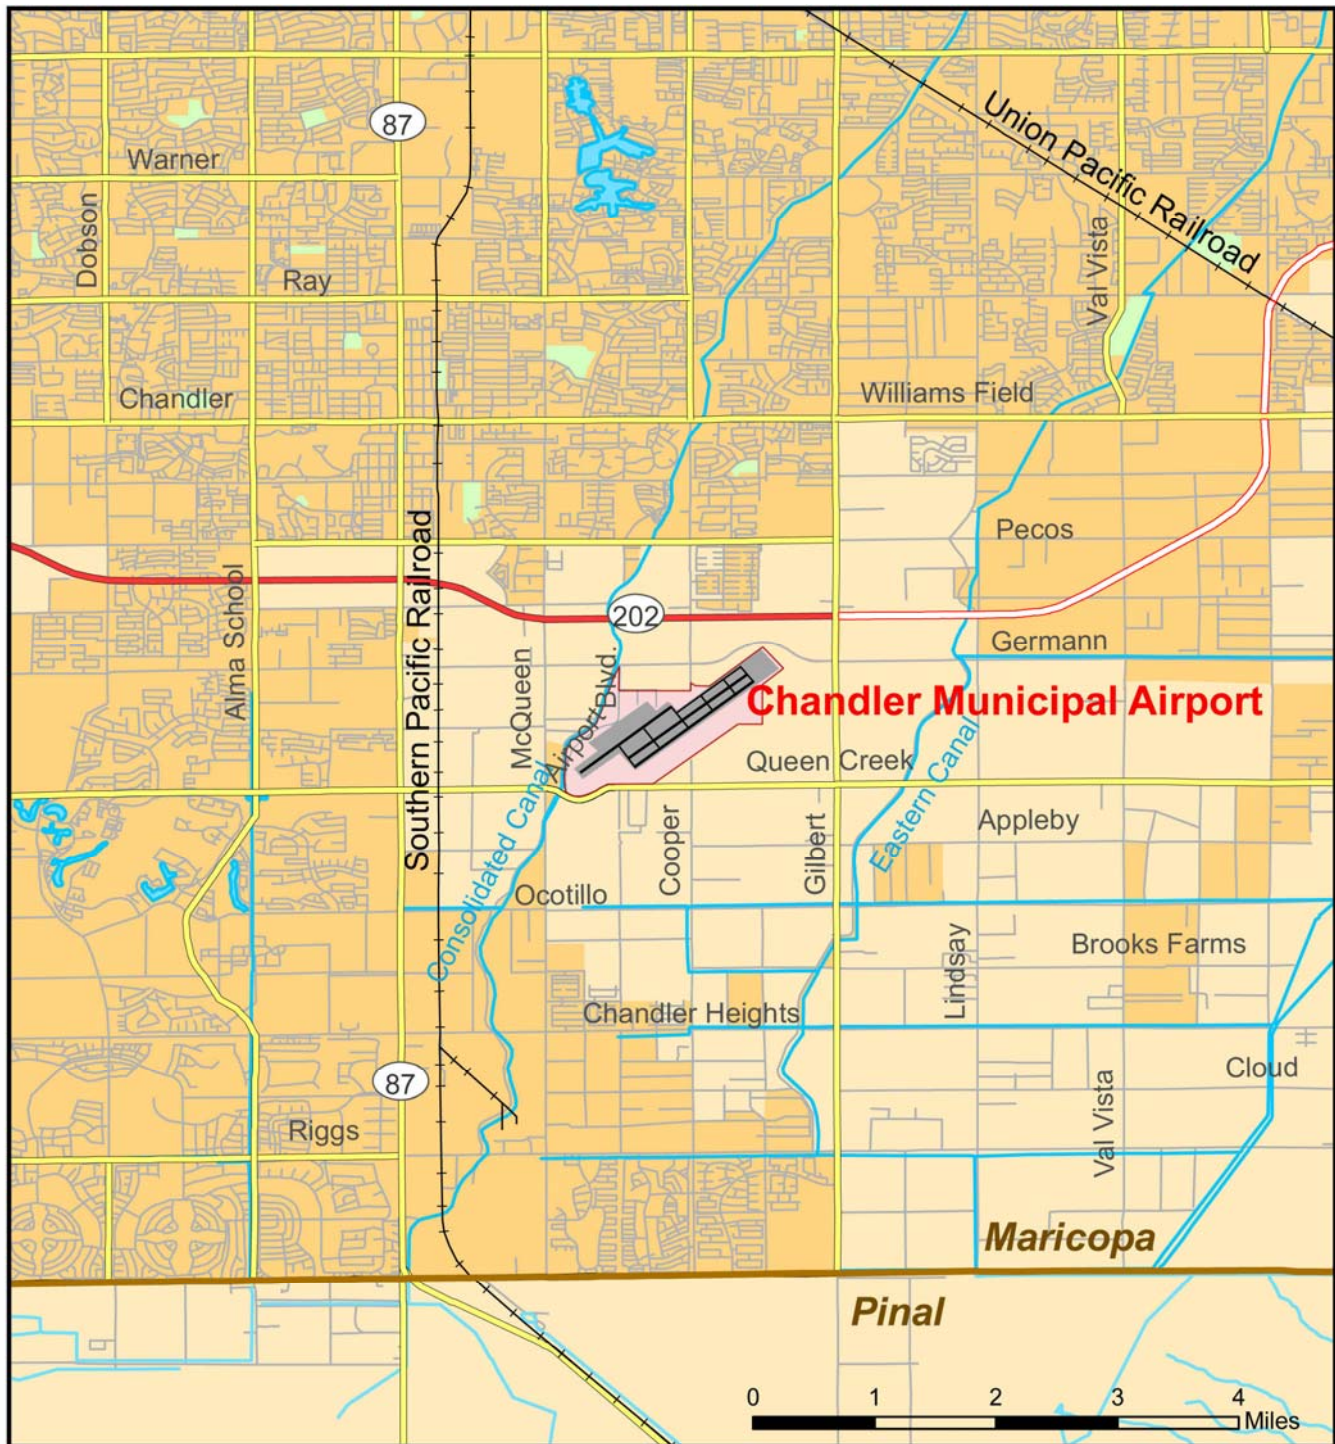 87
Warner
Union Pacific Railroad
Dobson
Val Vista
Ray
Chandler
Williams Field
Pecos
Southern Pacific Railroad
Alma School
202
Germann
McQueen
Airport Blvd.
Chandler Municipal Airport
Queen Creek
Eastern Canal
Consolidated Canal
Cooper
Gilbert
Appleby
Ocotillo
Lindsay
Brooks Farms
Chandler Heights
Cloud
87
Val Vista
Riggs
Maricopa
Pinal
0 1 2 3 4
Miles